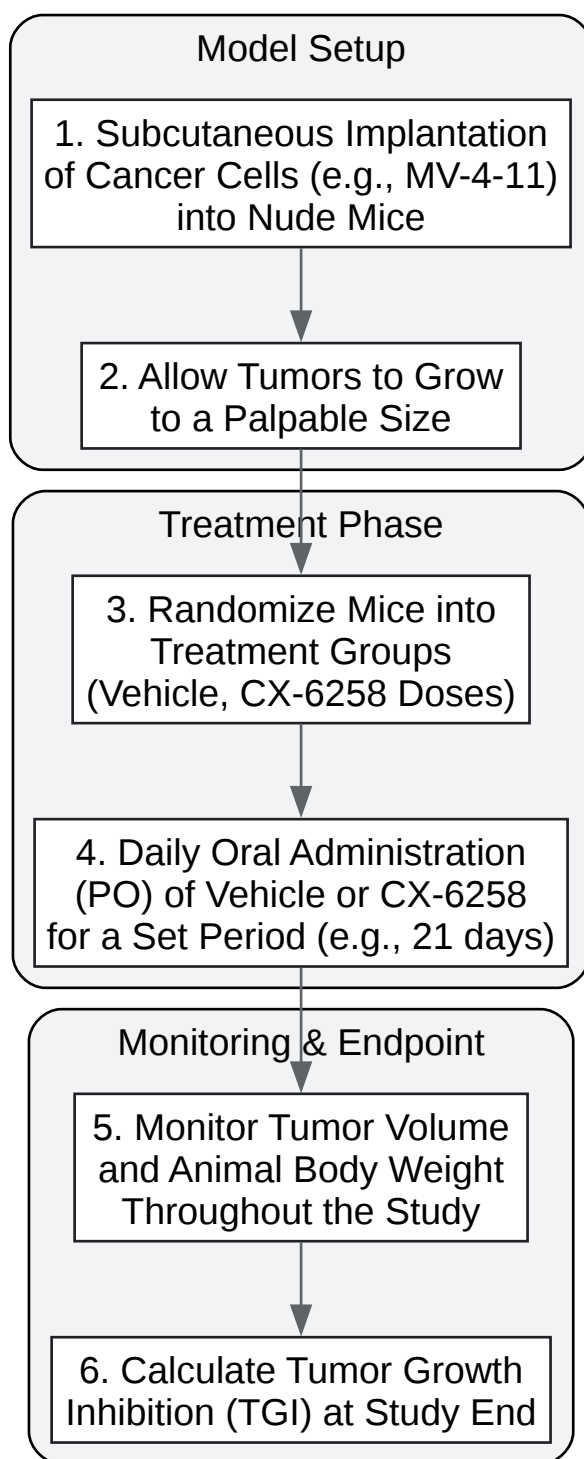 Model Setup
1. Subcutaneous Implantation
of Cancer Cells (e.g., MV-4-11)
into Nude Mice
2. Allow Tumors to Grow
to a Palpable Size
Treatment Phase
3. Randomize Mice into
Treatment Groups
(Vehicle, CX-6258 Doses)
4. Daily Oral Administration
(PO) of Vehicle or CX-6258
for a Set Period (e.g., 21 days)
Monitoring & Endpoint
5. Monitor Tumor Volume
and Animal Body Weight
Throughout the Study
6. Calculate Tumor Growth
Inhibition (TGI) at Study End